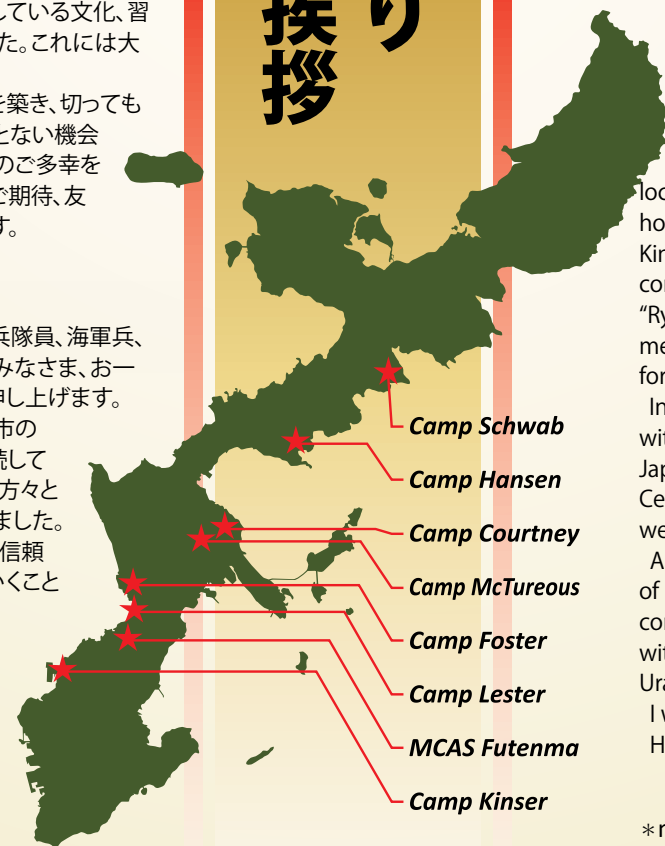 り
挨拶
している文化、習
た。これには大
を築き、切っても
とない機会
のご多幸を
ご期待、友
す。
兵隊員、海軍兵、
みなさま、お一
申し上げます。
市の
続して
方々と
ました。
信頼
いくこと
Camp Schwab
Camp Hansen
Camp Courtney
Camp McTureous
Camp Foster
Camp Lester
MCAS Futenma
Camp Kinser
loc
ho
Kin
co
“Ry
me
for
In
wit
Jap
Ce
we
A
of
co
wit
Ura
I w
H
＊r